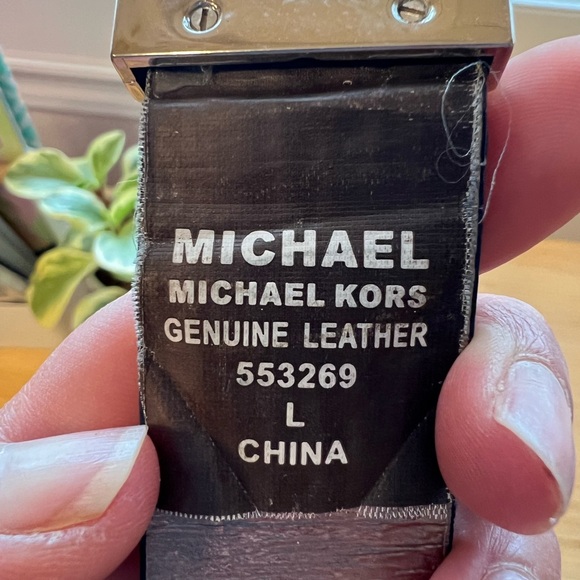 MICHAEL
MICHAEL KORS
GENUINE LEATHER
553269
L
CHINA